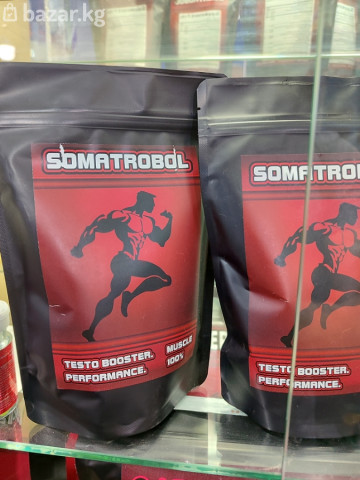 bazar.kg
SOMATROBOL
TESTO BOOSTER.
PERFORMANCE.
MUSCLE
100%
SOMATROB
TESTO BOOSTER.
PERFORMANCE.